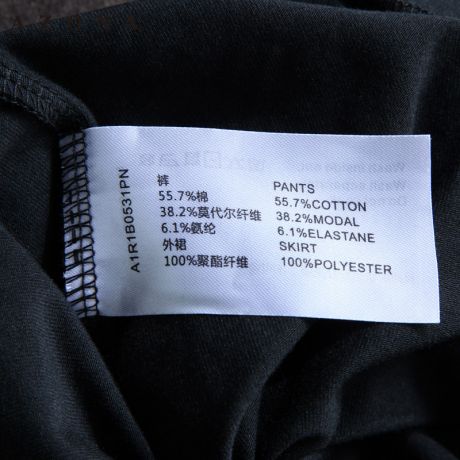 A1R1B0531PN
裤
55.7%棉
38.2%莫代尔纤维
6.1%氨纶
外裙
100%聚酯纤维
PANTS
55.7%COTTON
38.2%MODAL
6.1%ELASTANE
SKIRT
100%POLYESTER